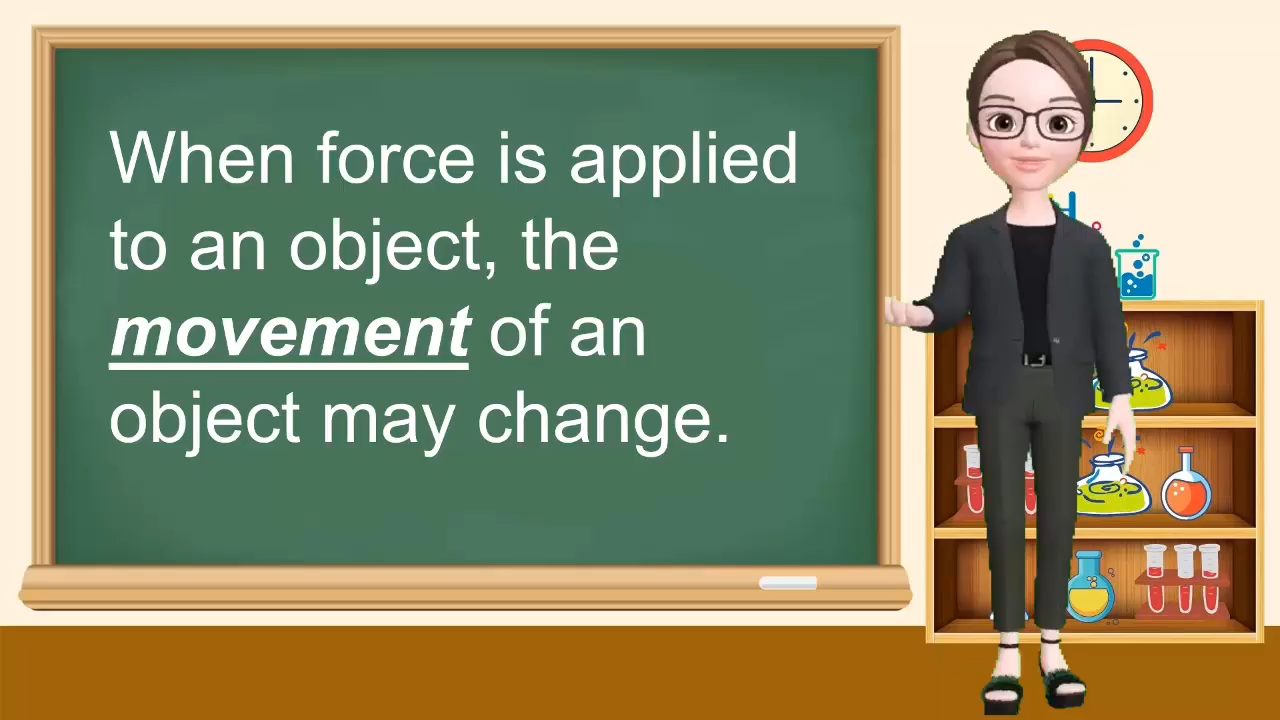 When force is applied
to an object, the
movement of an
object may change.